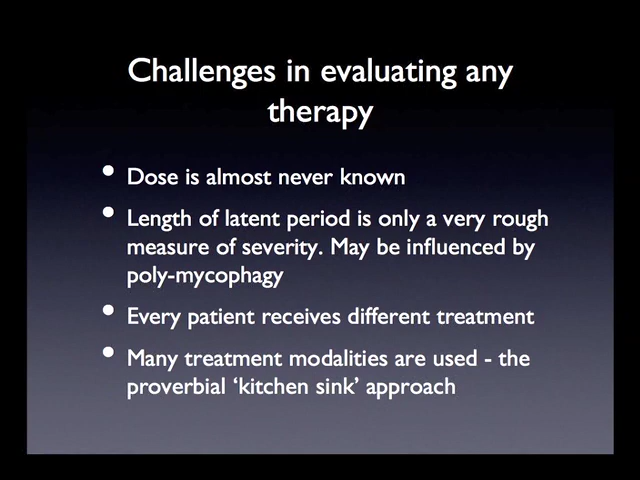 Challenges in evaluating any
therapy
• Dose is almost never known
• Length of latent period is only a very rough
measure of severity. May be influenced by
poly-mycophagy
• Every patient receives different treatment
• Many treatment modalities are used - the
proverbial ‘kitchen sink’ approach